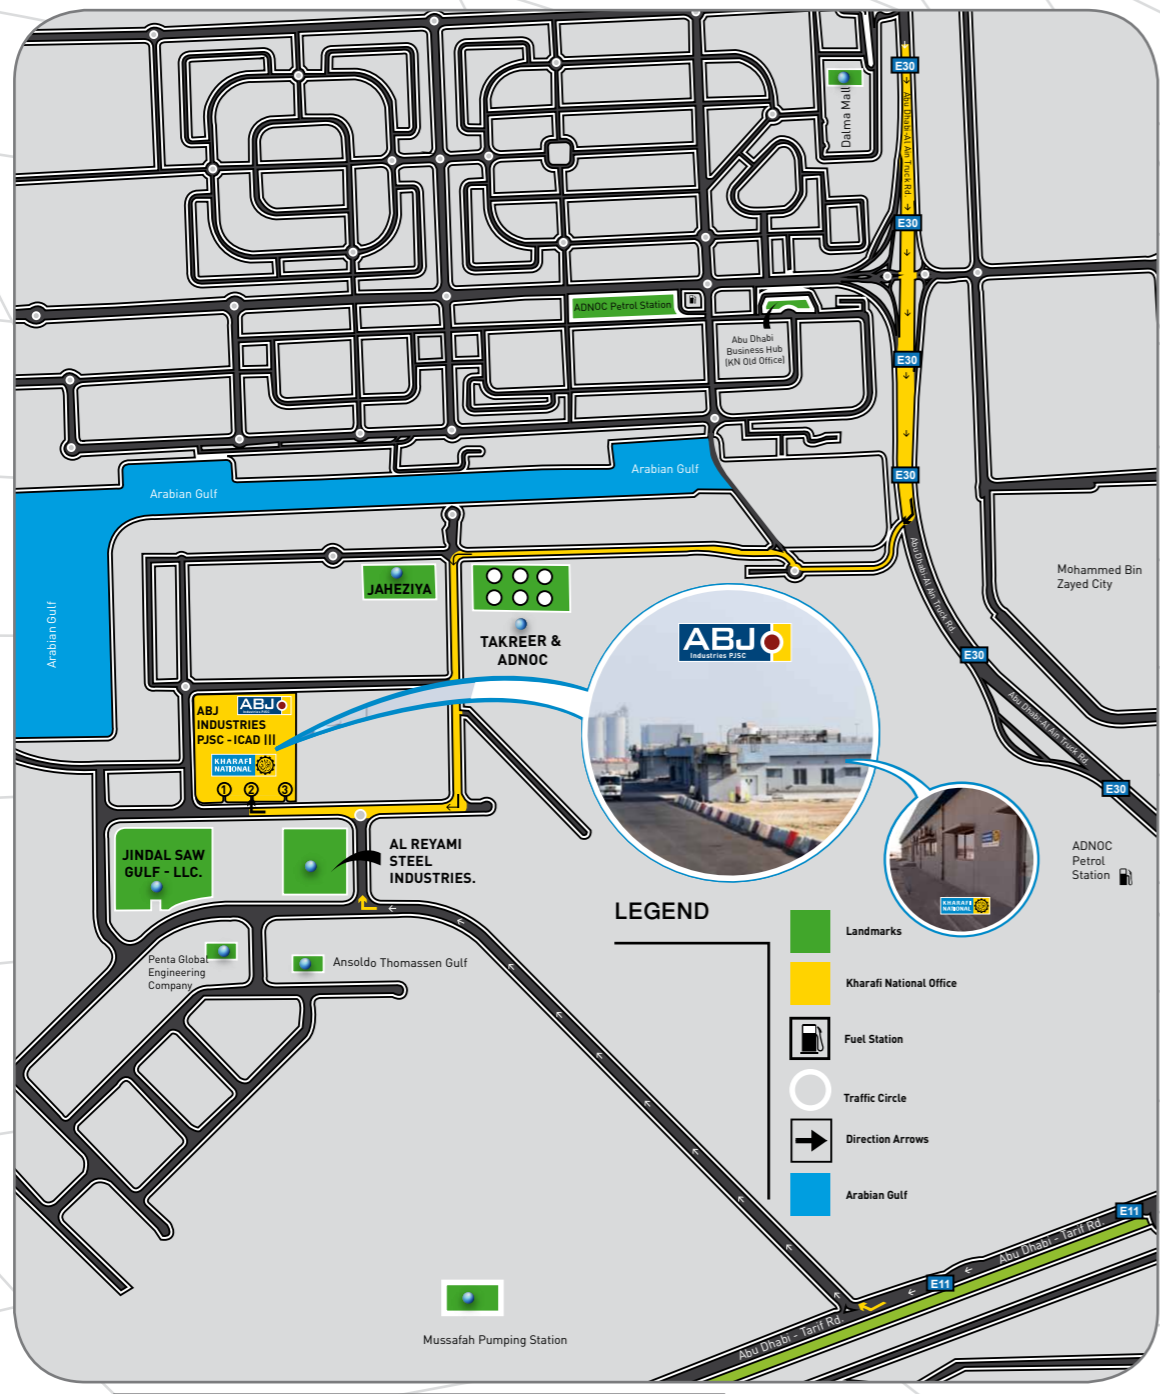 E30
Dalma Mall
Abu Dhabi-Al Ain Truck Rd.
E30
ADNOC Petrol Station
Abu Dhabi
Business Hub
(KN Old Office)
E30
Arabian Gulf
Arabian Gulf
E30
Arabian Gulf
Abu Dhabi-Al Ain Truck Rd.
Mohammed Bin
Zayed City
JAHEZIYA
TAKREER &
ADNOC
E30
ABJ
Industries PJSC
ABJ
INDUSTRIES
PJSC - ICAD III
ABJ
KHARAFI
NATIONAL
1 2 3
Abu Dhabi-Al Ain Truck Rd.
E30
JINDAL SAW
GULF - LLC.
AL REYAMI
STEEL
INDUSTRIES.
ADNOC
Petrol
Station
KHARAFI
NATIONAL
LEGEND
Landmarks
Kharafi National Office
Fuel Station
Traffic Circle
Direction Arrows
Arabian Gulf
Penta Global
Engineering
Company
Ansoldo Thomassen Gulf
E11
Abu Dhabi - Tarif Rd.
E11
Abu Dhabi - Tarif Rd.
Mussafah Pumping Station